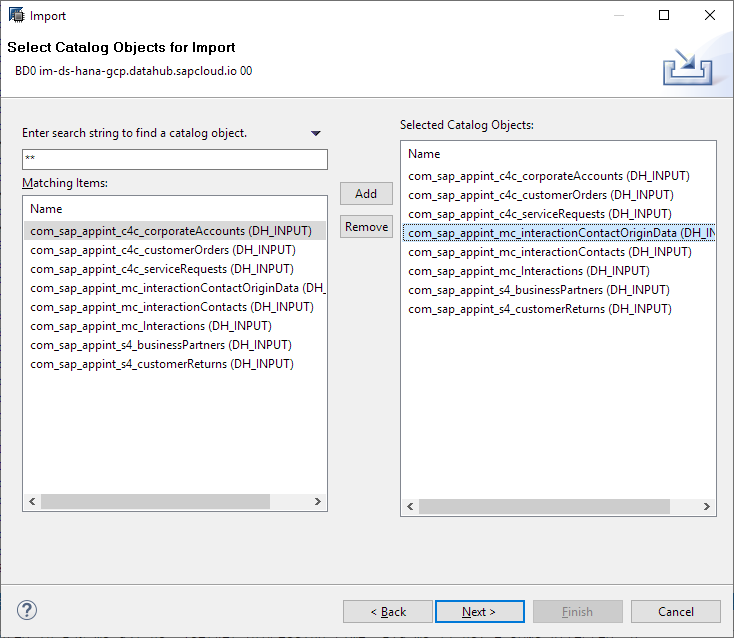 Import
Select Catalog Objects for Import
BD0 im-ds-hana-gcp.datahub.sapcloud.io 00
Enter search string to find a catalog object.
**
Matching Items:
Name
com_sap_appint_c4c_corporateAccounts (DH_INPUT)
com_sap_appint_c4c_customerOrders (DH_INPUT)
com_sap_appint_c4c_serviceRequests (DH_INPUT)
com_sap_appint_mc_interactionContactOriginData (DH_
com_sap_appint_mc_interactionContacts (DH_INPUT)
com_sap_appint_mc_Interactions (DH_INPUT)
com_sap_appint_s4_businessPartners (DH_INPUT)
com_sap_appint_s4_customerReturns (DH_INPUT)
Add
Remove
Selected Catalog Objects:
Name
com_sap_appint_c4c_corporateAccounts (DH_INPUT)
com_sap_appint_c4c_customerOrders (DH_INPUT)
com_sap_appint_c4c_serviceRequests (DH_INPUT)
com_sap_appint_mc_interactionContactOriginData (DH_IN
com_sap_appint_mc_interactionContacts (DH_INPUT)
com_sap_appint_mc_Interactions (DH_INPUT)
com_sap_appint_s4_businessPartners (DH_INPUT)
com_sap_appint_s4_customerReturns (DH_INPUT)
?
< Back
Next >
Finish
Cancel